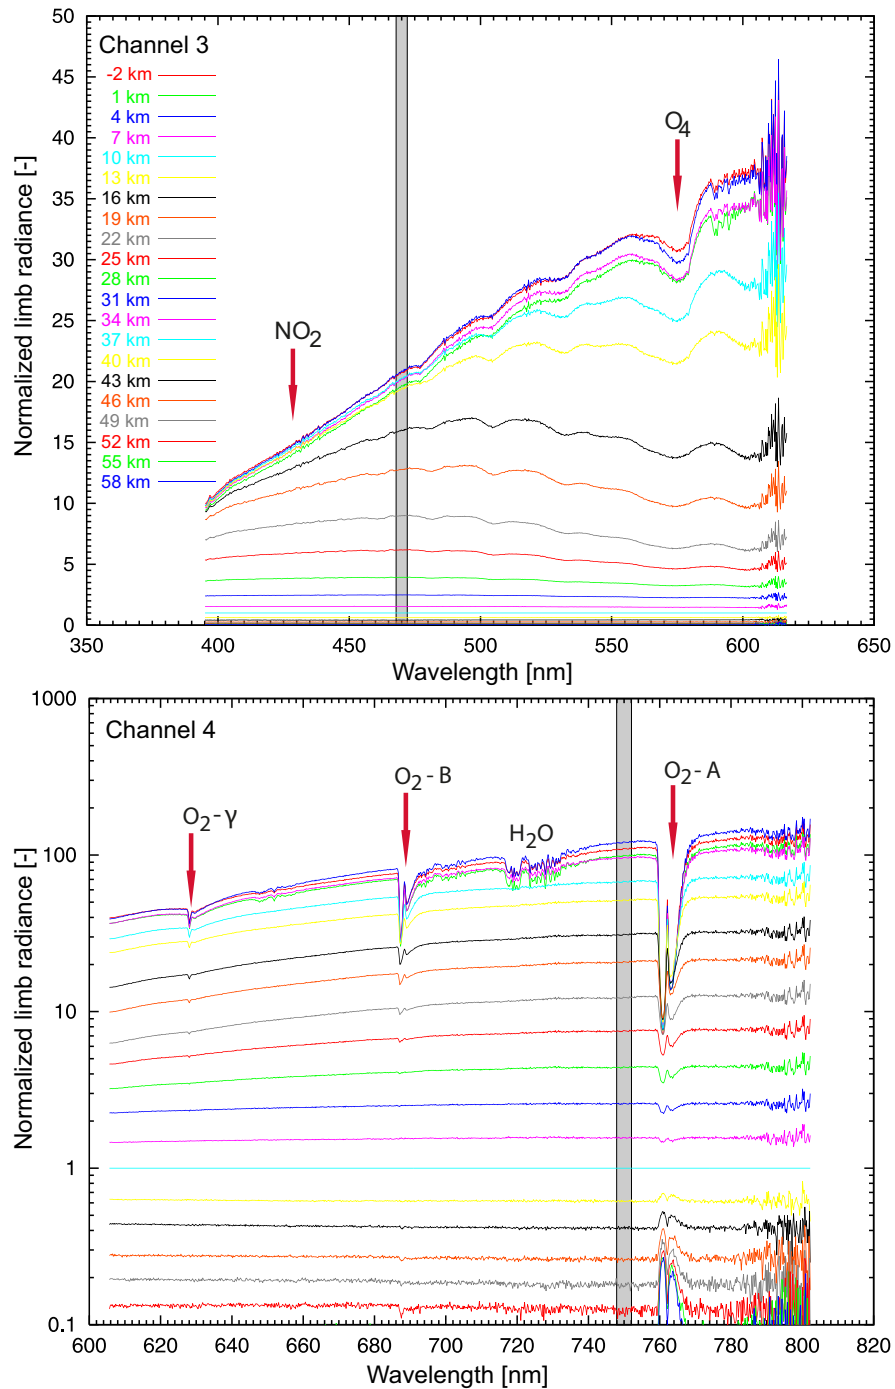 50
45
40
35
30
25
20
15
10
5
0
Normalized limb radiance [-]
Channel 3
-2 km
1 km
4 km
7 km
10 km
13 km
16 km
19 km
22 km
25 km
28 km
31 km
34 km
37 km
40 km
43 km
46 km
49 km
52 km
55 km
58 km
NO2
O4
350 400 450 500 550 600 650
Wavelength [nm]
1000
100
10
1
0.1
Normalized limb radiance [-]
Channel 4
O2-γ
O2-B
H2O
O2-A
600 620 640 660 680 700 720 740 760 780 800 820
Wavelength [nm]